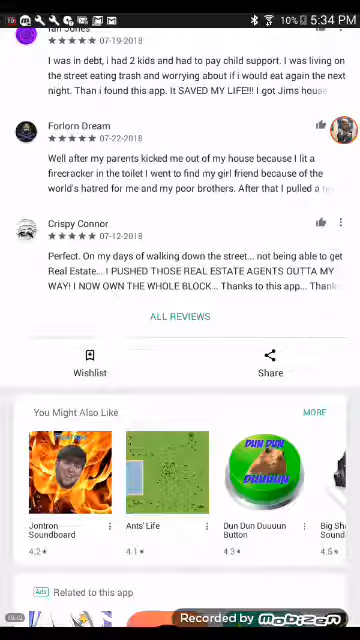 10% 5:34 PM
Ian Jones
07-19-2018
I was in debt, i had 2 kids and had to pay child support. I was living on
the street eating trash and worrying about if i would eat again the next
night. Than i found this app. It SAVED MY LIFE!!! I got Jims house
Forlorn Dream
07-22-2018
Well after my parents kicked me out of my house because I lit a
firecracker in the toilet I went to find my girl friend because of the
world's hatred for me and my poor brothers. After that I pulled a
Crispy Connor
07-12-2018
Perfect. On my days of walking down the street... not being able to get
Real Estate... I PUSHED THOSE REAL ESTATE AGENTS OUTTA MY
WAY! I NOW OWN THE WHOLE BLOCK... Thanks to this app... Thank
ALL REVIEWS
Wishlist Share
You Might Also Like MORE
DUN DUN
DUUUUN
Jontron Soundboard
Ants' Life
Dun Dun Duuuun Button
Big Sh
Sound
4.2 4.1 4.3 4.5
Ads Related to this app
10:12
Recorded by Mobizen